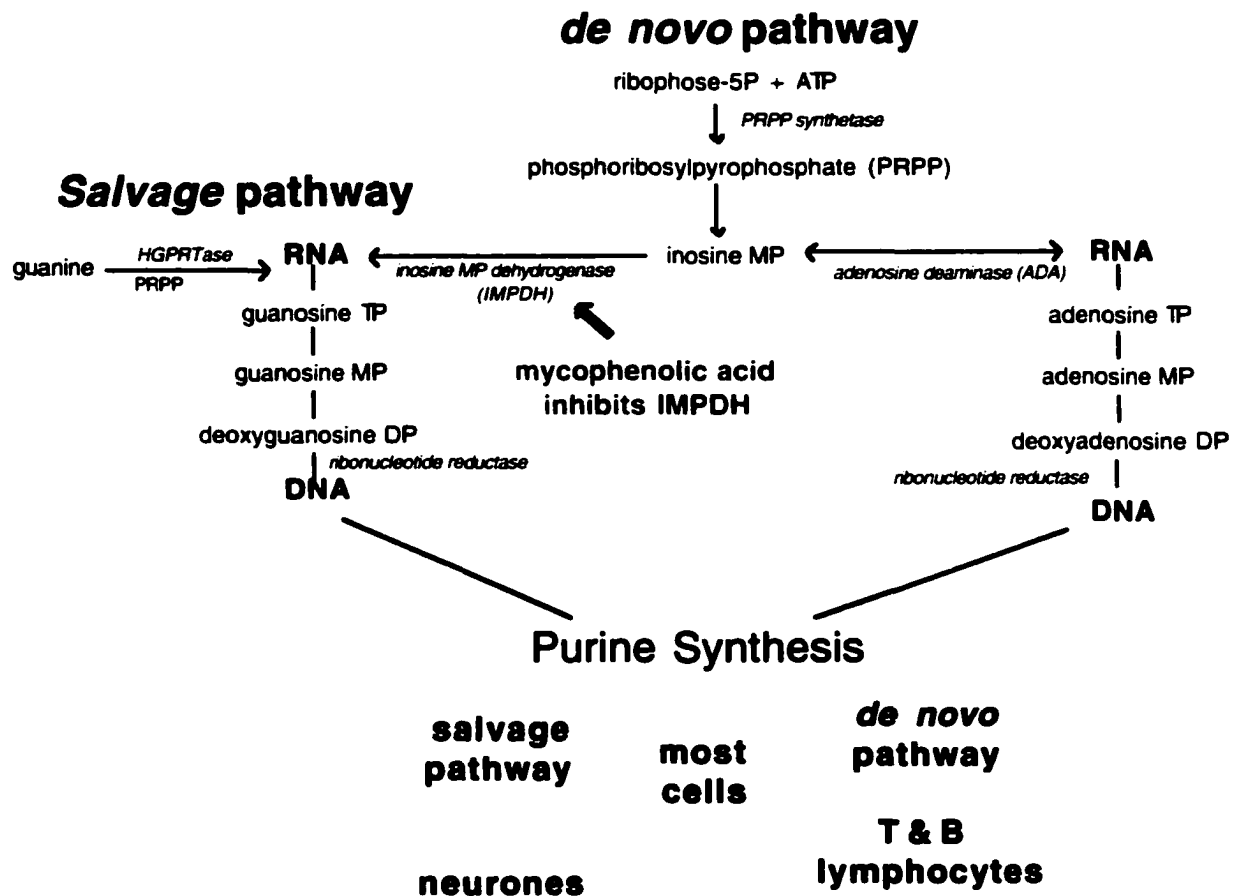 de novo pathway
ribophose-5P + ATP
PRPP synthetase
phosphoribosylpyrophosphate (PRPP)
Salvage pathway
guanine
HGPRTase
PRPP
RNA
inosine MP dehydrogenase
(IMPDH)
inosine MP
adenosine deaminase (ADA)
RNA
guanosine TP
adenosine TP
guanosine MP
mycophenolic acid
inhibits IMPDH
adenosine MP
deoxyguanosine DP
deoxyadenosine DP
ribonucleotide reductase
ribonucleotide reductase
DNA
DNA
Purine Synthesis
salvage
pathway
most
cells
de novo
pathway
neurones
T & B
lymphocytes